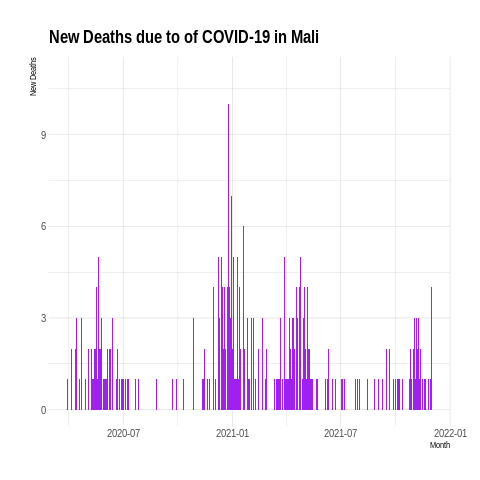 New Deaths due to of COVID-19 in Mali
New Deaths
9
6
3
0
2020-07 2021-01 2021-07 2022-01
Month